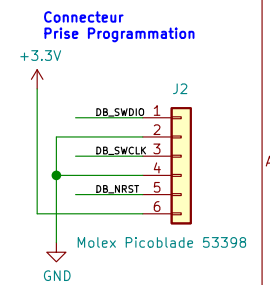 Connecteur
Prise Programmation
+3.3V
J2
DB_SWDIO 1
2
DB_SWCLK 3
4
DB_NRST 5
6
Molex Picoblade 53398
GND
A